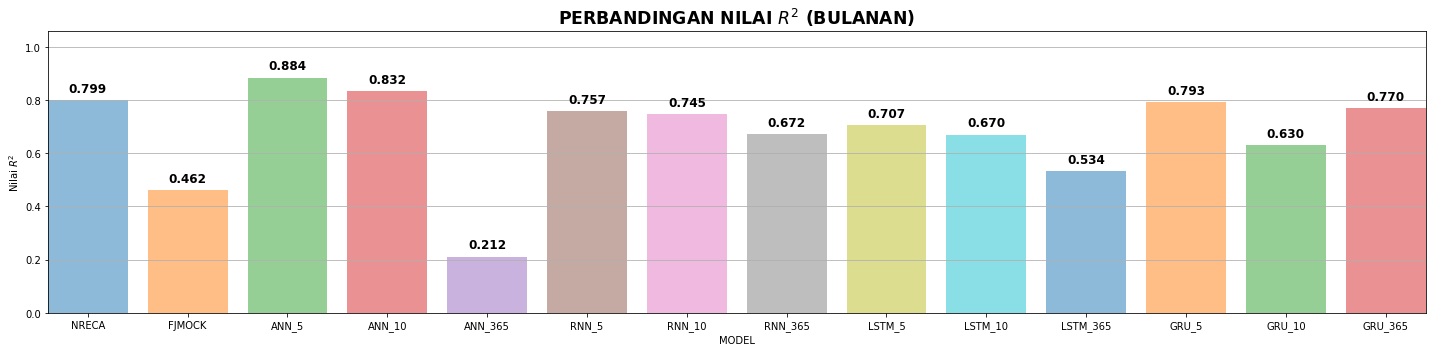 PERBANDINGAN NILAI R² (BULANAN)
Nilai R²
1.0
0.8
0.6
0.4
0.2
0.0
0.799
0.462
0.884
0.832
0.212
0.757
0.745
0.672
0.707
0.670
0.534
0.793
0.630
0.770
NRECA
FJMOCK
ANN_5
ANN_10
ANN_365
RNN_5
RNN_10
RNN_365
LSTM_5
LSTM_10
LSTM_365
GRU_5
GRU_10
GRU_365
MODEL